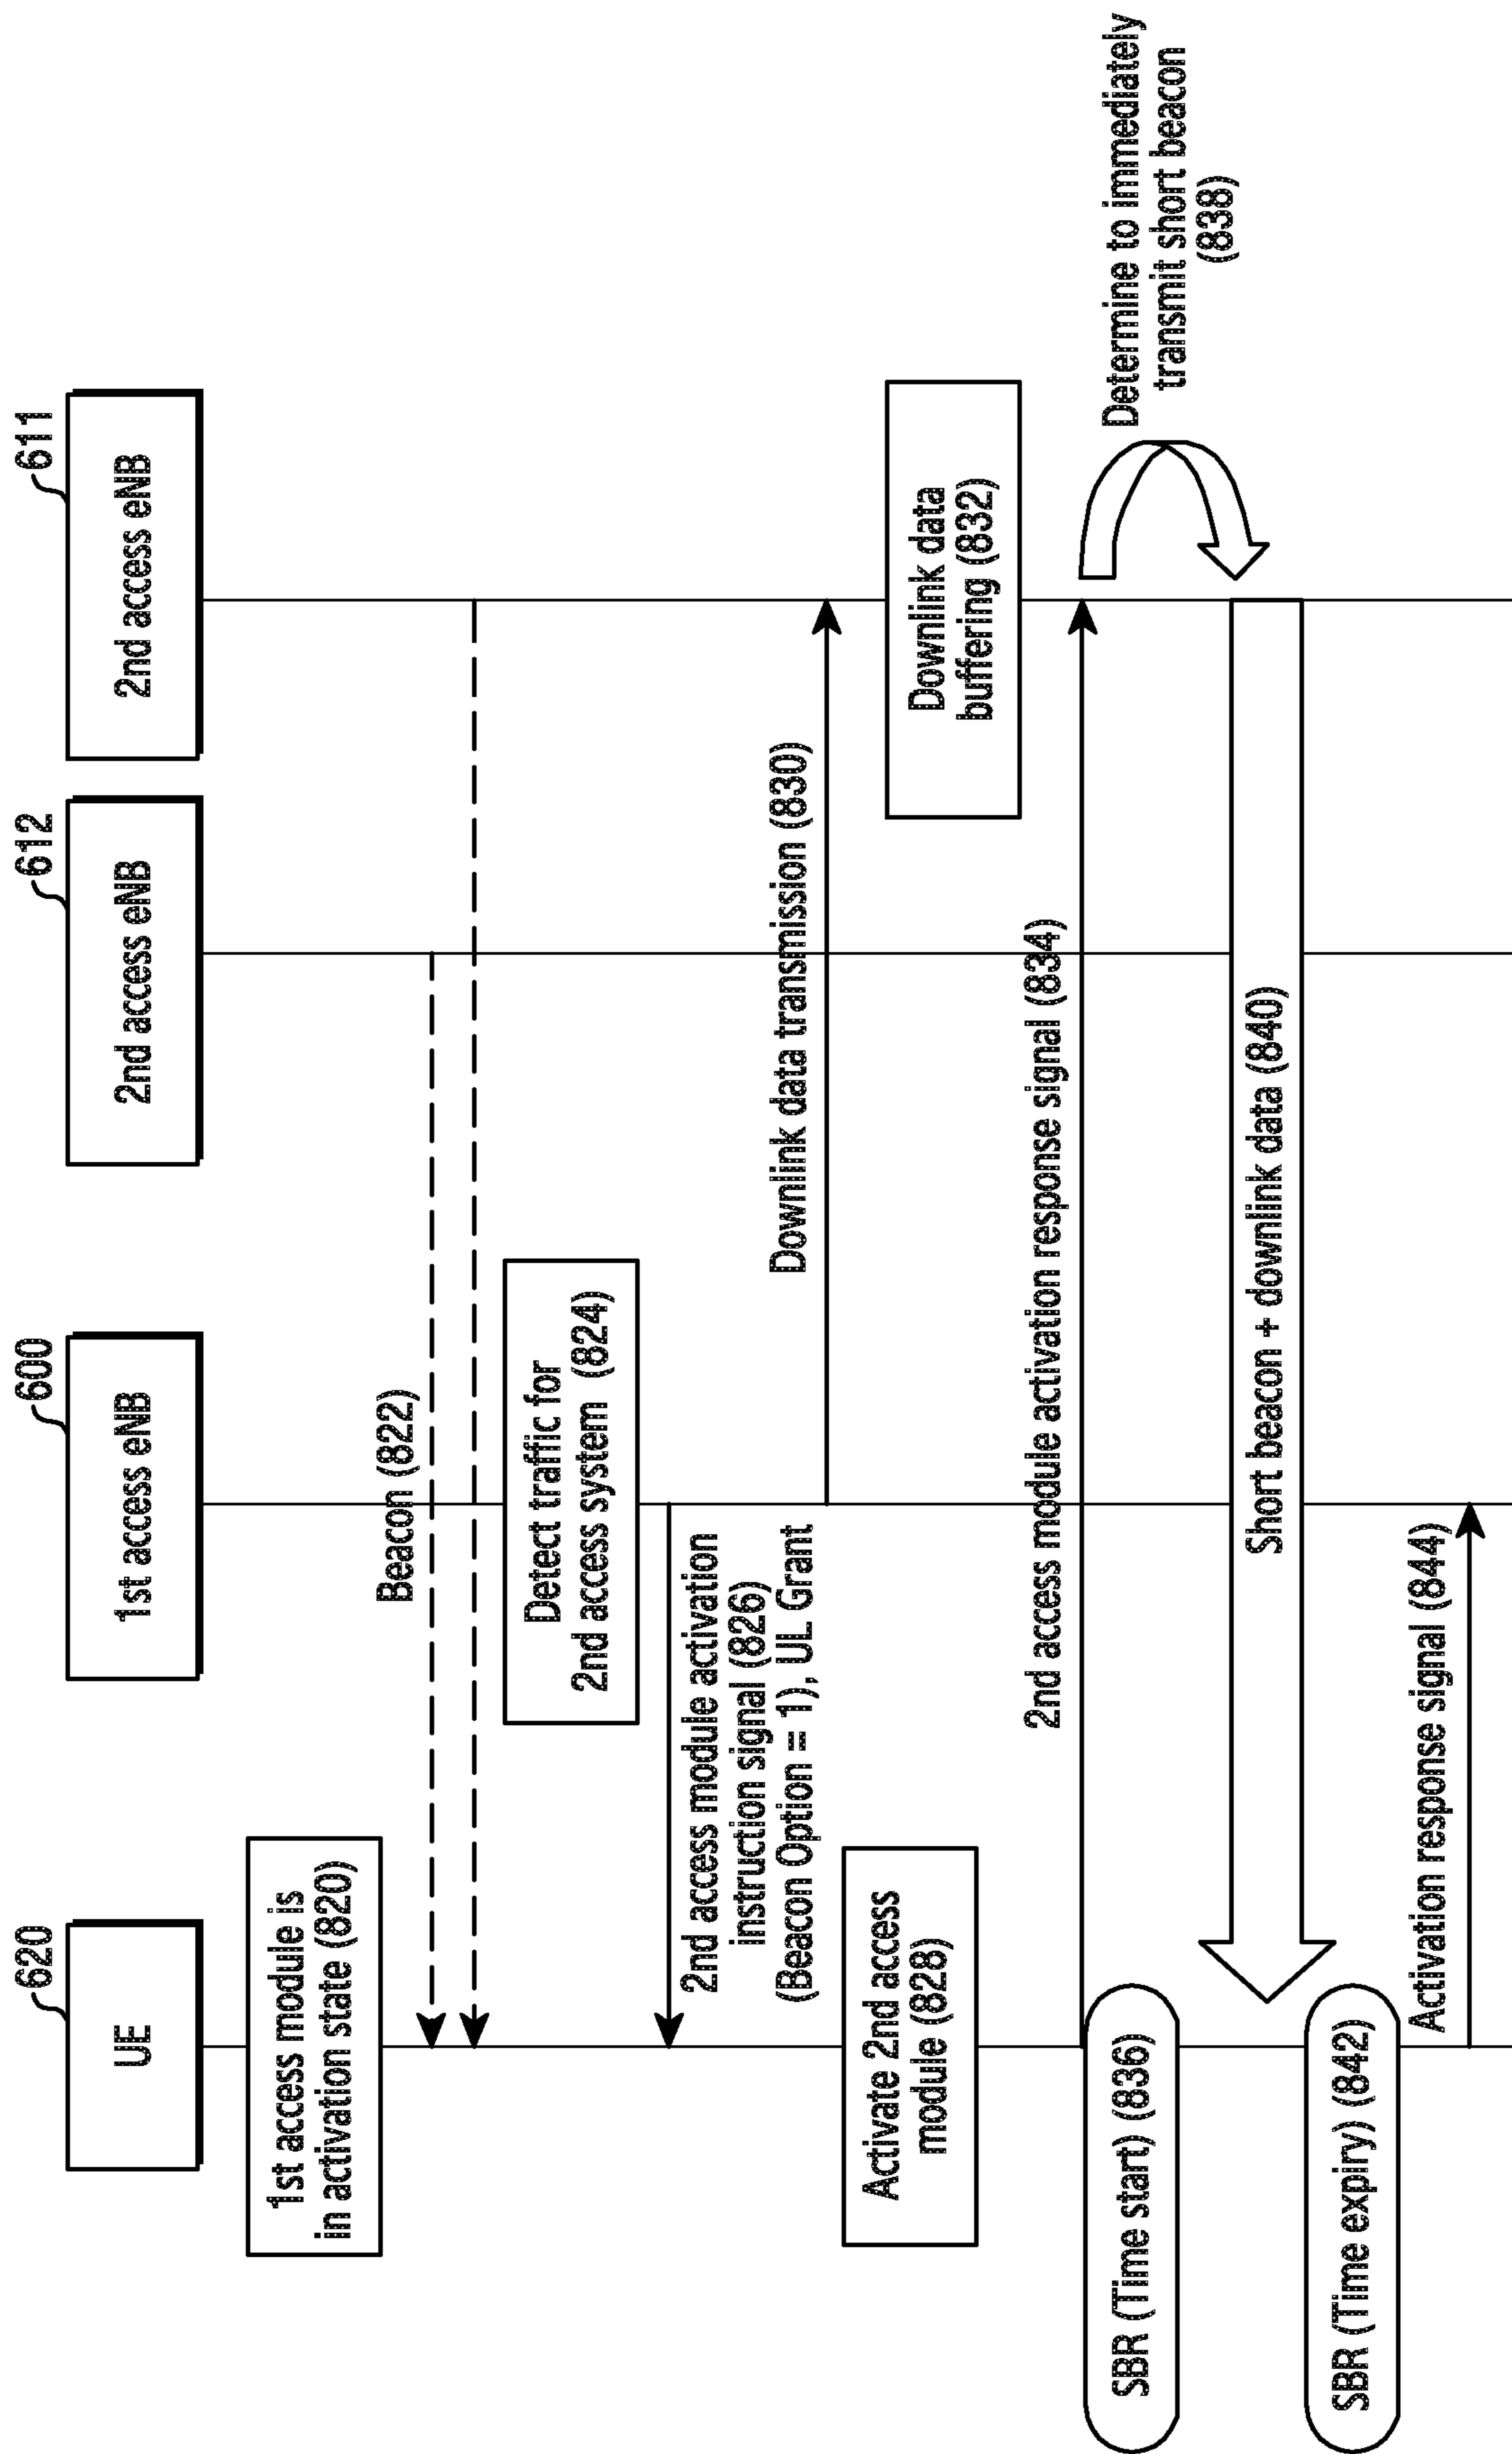 620
UE
600
1st access eNB
612
2nd access eNB
611
2nd access eNB
1st access module is
in activation state (820)
Beacon (822)
Detect traffic for
2nd access system (824)
2nd access module activation
instruction signal (826)
(Beacon Option = 1), UL Grant
Downlink data transmission (830)
Activate 2nd access
module (828)
Downlink data
buffering (832)
2nd access module activation response signal (834)
SBR (Time start) (836)
Determine to immediately
transmit short beacon
(838)
Short beacon + downlink data (840)
SBR (Time expiry) (842)
Activation response signal (844)